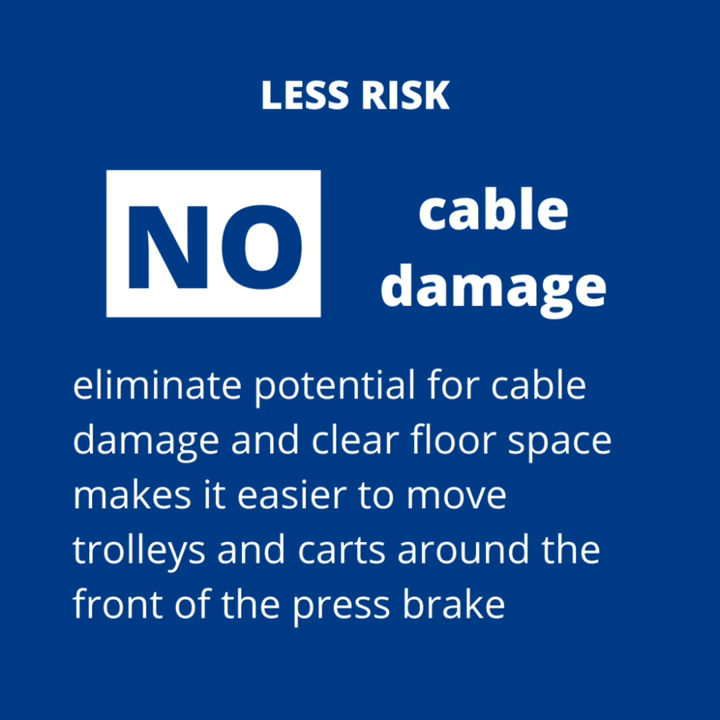 LESS RISK
NO
cable
damage
eliminate potential for cable
damage and clear floor space
makes it easier to move
trolleys and carts around the
front of the press brake